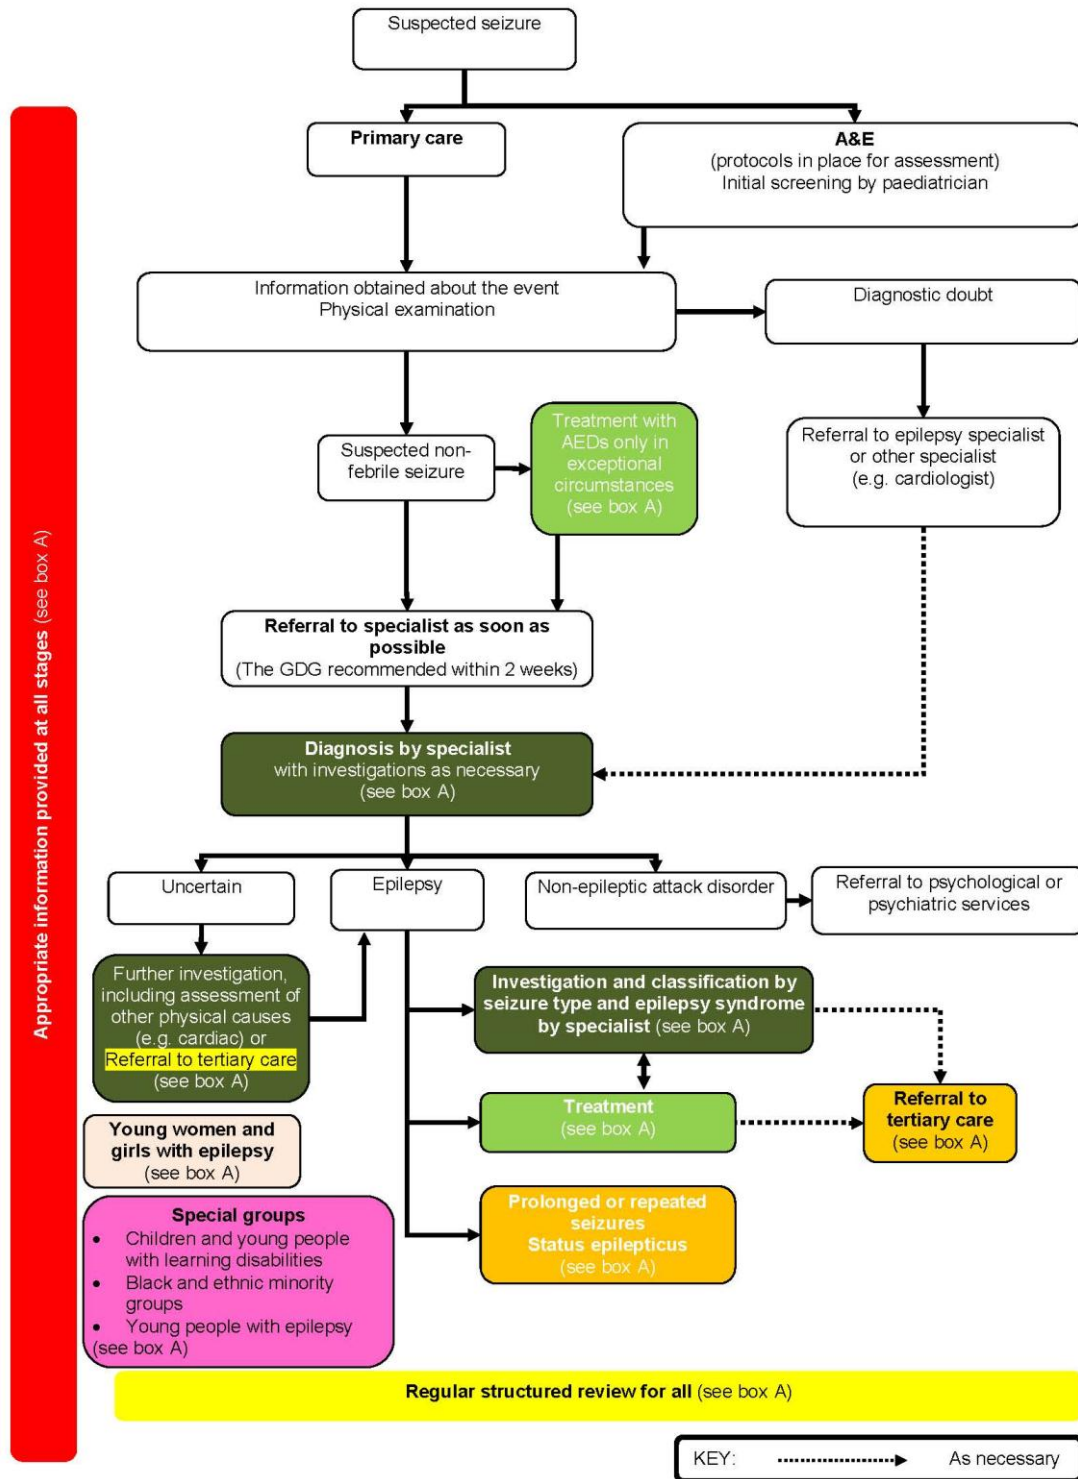 Suspected seizure
Primary care
A&E
(protocols in place for assessment)
Initial screening by paediatrician
Information obtained about the event
Physical examination
Diagnostic doubt
Suspected non-
febrile seizure
Treatment with
AEDs only in
exceptional
circumstances
(see box A)
Referral to epilepsy specialist
or other specialist
(e.g. cardiologist)
Referral to specialist as soon as
possible
(The GDG recommended within 2 weeks)
Diagnosis by specialist
with investigations as necessary
(see box A)
Uncertain
Epilepsy
Non-epileptic attack disorder
Referral to psychological or
psychiatric services
Further investigation,
including assessment of
other physical causes
(e.g. cardiac) or
Referral to tertiary care
(see box A)
Investigation and classification by
seizure type and epilepsy syndrome
by specialist (see box A)
Treatment
(see box A)
Referral to
tertiary care
(see box A)
Young women and
girls with epilepsy
(see box A)
Prolonged or repeated
seizures
Status epilepticus
(see box A)
Special groups
• Children and young people
with learning disabilities
• Black and ethnic minority
groups
• Young people with epilepsy
(see box A)
Appropriate information provided at all stages (see box A)
Regular structured review for all (see box A)
KEY: As necessary